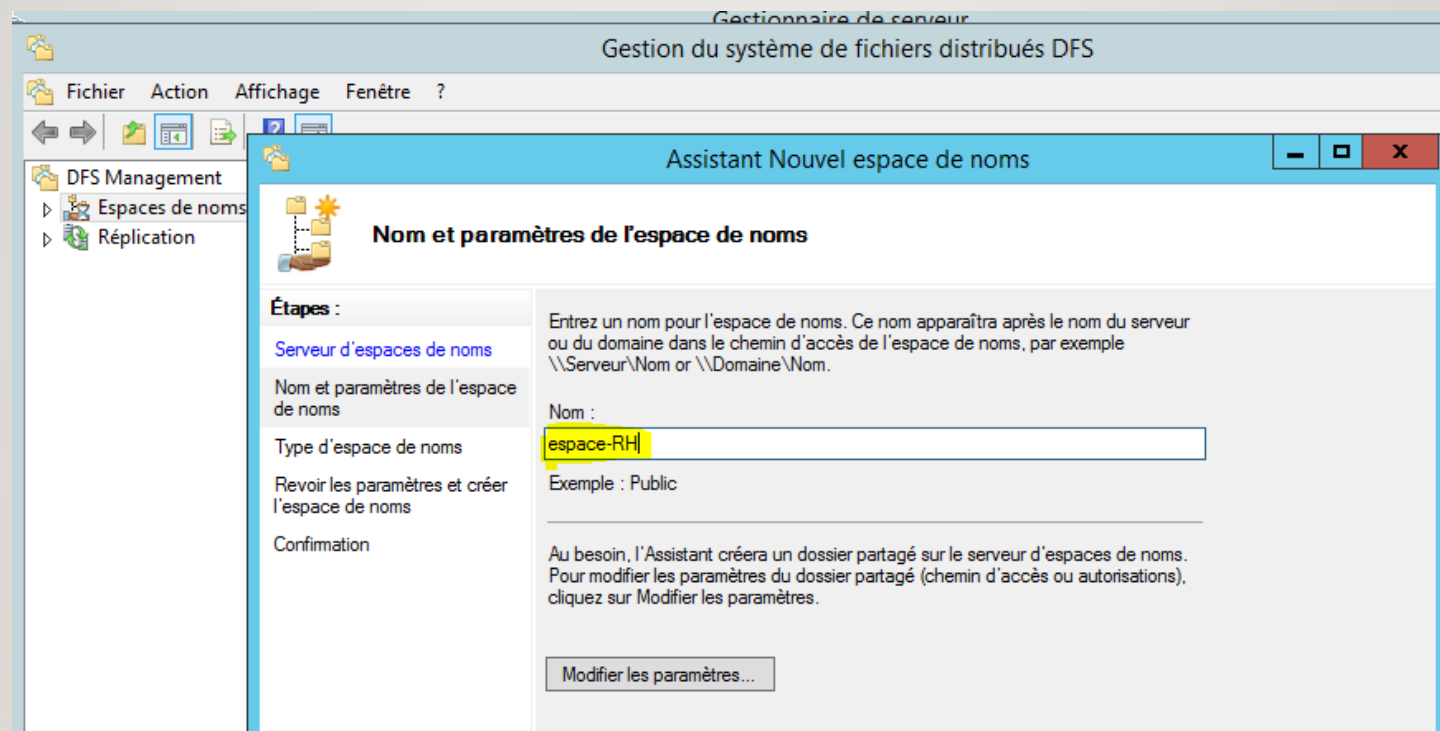 Gestionnaire de serveur
Gestion du système de fichiers distribués DFS
Fichier Action Affichage Fenêtre ?
Assistant Nouvel espace de noms
DFS Management
Espaces de noms
Réplication
Nom et paramètres de l'espace de noms
Étapes :
Serveur d'espaces de noms
Nom et paramètres de l'espace
de noms
Type d'espace de noms
Revoir les paramètres et créer
l'espace de noms
Confirmation
Entrez un nom pour l'espace de noms. Ce nom apparaîtra après le nom du serveur
ou du domaine dans le chemin d'accès de l'espace de noms, par exemple
\\Serveur\Nom or \\Domaine\Nom.
Nom :
espace-RH
Exemple : Public
Au besoin, l'Assistant créera un dossier partagé sur le serveur d'espaces de noms.
Pour modifier les paramètres du dossier partagé (chemin d'accès ou autorisations),
cliquez sur Modifier les paramètres.
Modifier les paramètres...